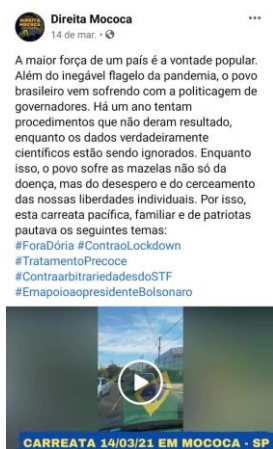 DIREITA
MOCOCA
Direita Mococa
14 de mar. •
A maior força de um país é a vontade popular.
Além do inegável flagelo da pandemia, o povo
brasileiro vem sofrendo com a politicagem de
governadores. Há um ano tentam
procedimentos que não deram resultado,
enquanto os dados verdadeiramente
científicos estão sendo ignorados. Enquanto
isso, o povo sofre as mazelas não só da
doença, mas do desespero e do cerceamento
das nossas liberdades individuais. Por isso,
esta carreata pacífica, familiar e de patriotas
pautava os seguintes temas:
#ForaDória #ContraoLockdown
#TratamentoPrecoce
#ContraarbitrariedadesdoSTF
#EmapoioaopresidenteBolsonaro
CARREATA 14/03/21 EM MOCOCA - SP